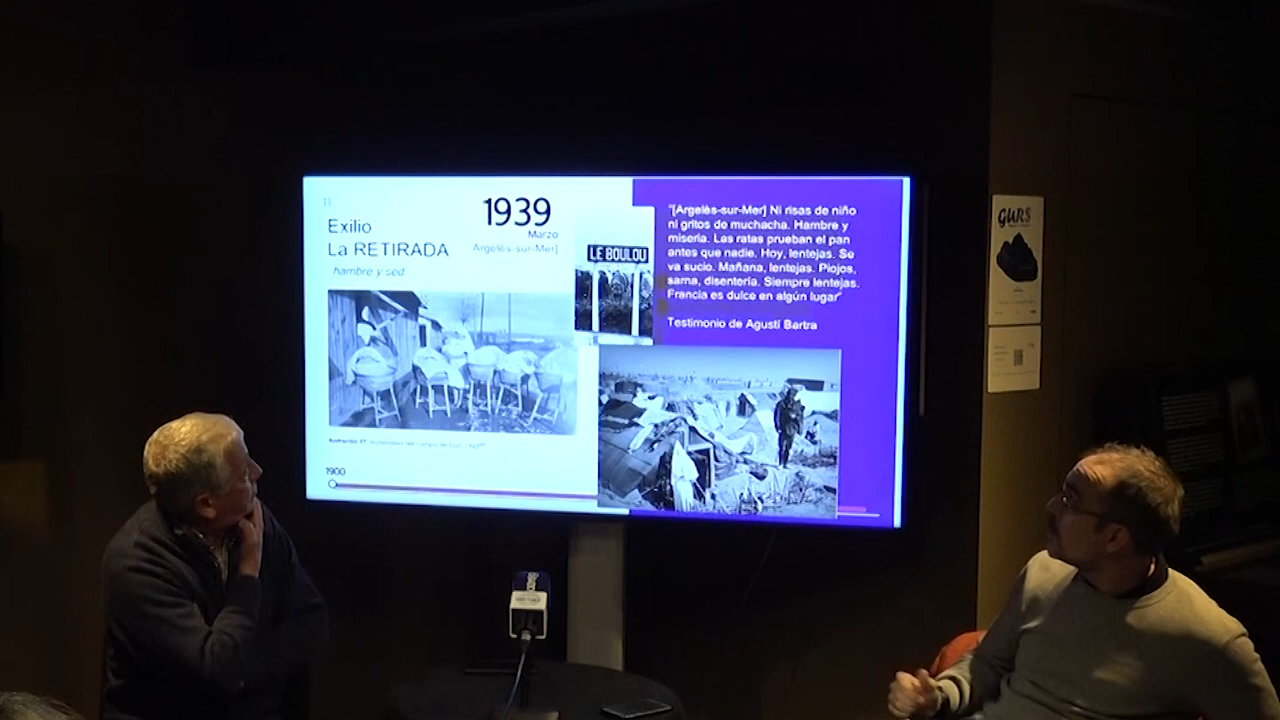 11
Exilio
La RETIRADA
hambre y sed
1939
Marzo
Argelès-sur-Mer]
LE BOULOU
"[Argelès-sur-Mer] Ni risas de niño
ni gritos de muchacha. Hambre y
miseria. Las ratas prueban el pan
antes que nadie. Hoy, lentejas. Se
va sucio. Mañana, lentejas. Piojos,
sarna, disentería. Siempre lentejas.
Francia es dulce en algún lugar"
Testimonio de Agustí Bartra
1900
GURS